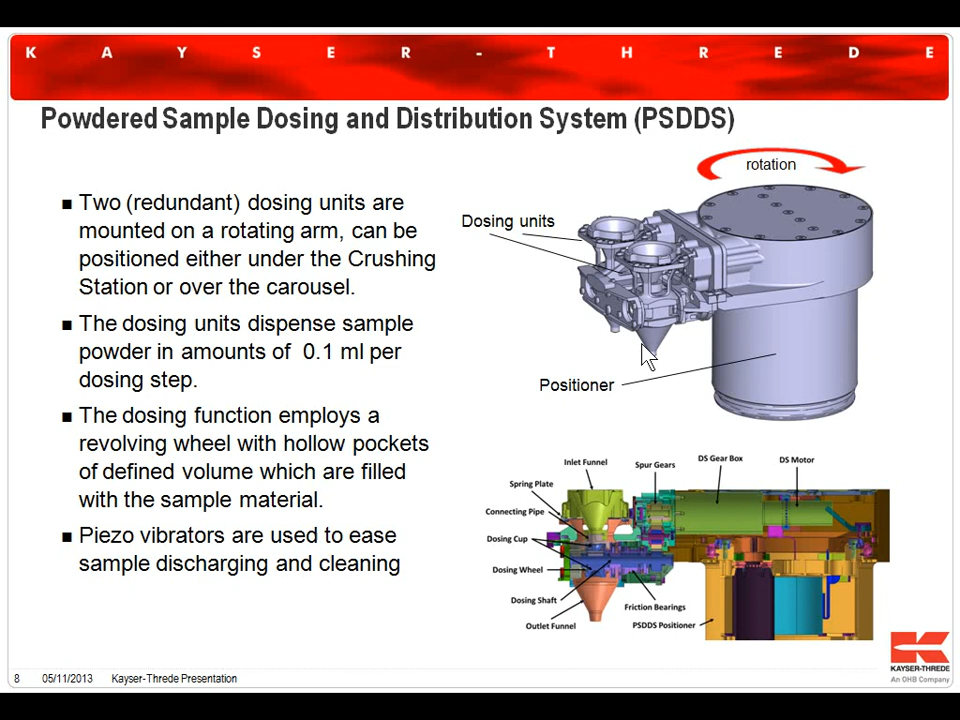 KAYSER-THREDE
Powdered Sample Dosing and Distribution System (PSDDS)
■ Two (redundant) dosing units are
mounted on a rotating arm, can be
positioned either under the Crushing
Station or over the carousel.
■ The dosing units dispense sample
powder in amounts of 0.1 ml per
dosing step.
■ The dosing function employs a
revolving wheel with hollow pockets
of defined volume which are filled
with the sample material.
■ Piezo vibrators are used to ease
sample discharging and cleaning
rotation
Dosing units
Positioner
Inlet Funnel
Spur Gears
DS Gear Box
DS Motor
Spring Plate
Connecting Pipe
Dosing Cup
Dosing Wheel
Dosing Shaft
Outlet Funnel
Friction Bearings
PSDDS Positioner
KAYSER-THREDE
An OHB Company
8 05/11/2013 Kayser-Threde Presentation